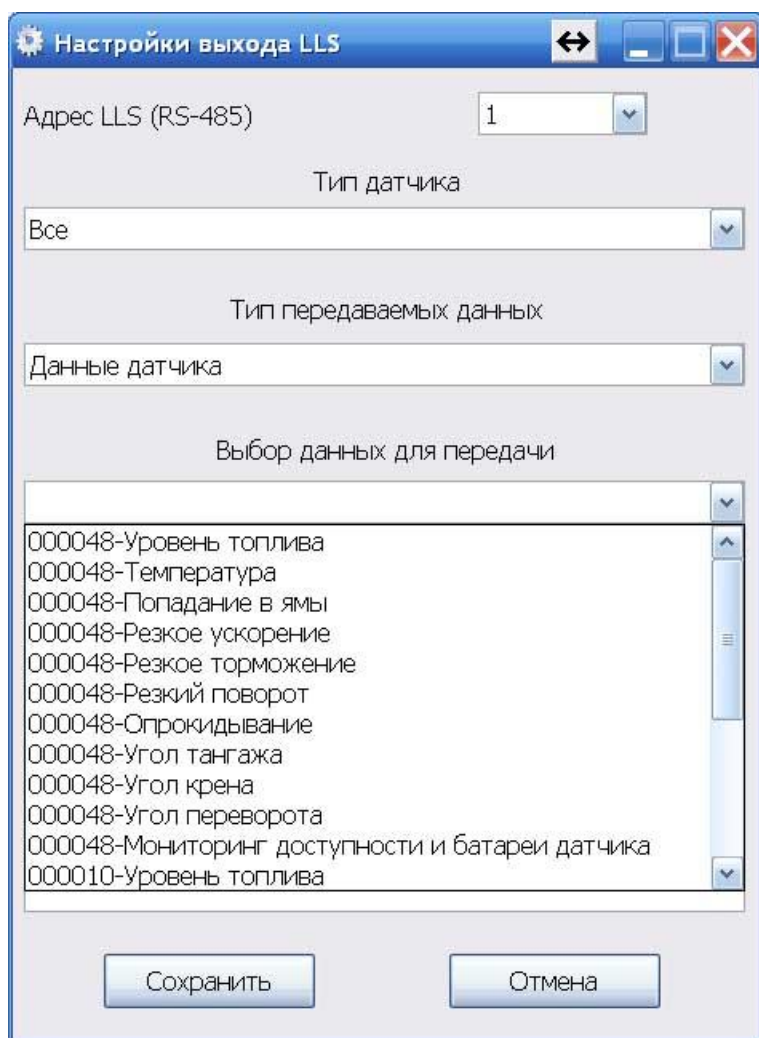 Настройки выхода LLS
Адрес LLS (RS-485)
1
Тип датчика
Все
Тип передаваемых данных
Данные датчика
Выбор данных для передачи
000048-Уровень топлива
000048-Температура
000048-Попадание в ямы
000048-Резкое ускорение
000048-Резкое торможение
000048-Резкий поворот
000048-Опрокидывание
000048-Угол тангажа
000048-Угол крена
000048-Угол переворота
000048-Мониторинг доступности и батареи датчика
000010-Уровень топлива
Сохранить
Отмена